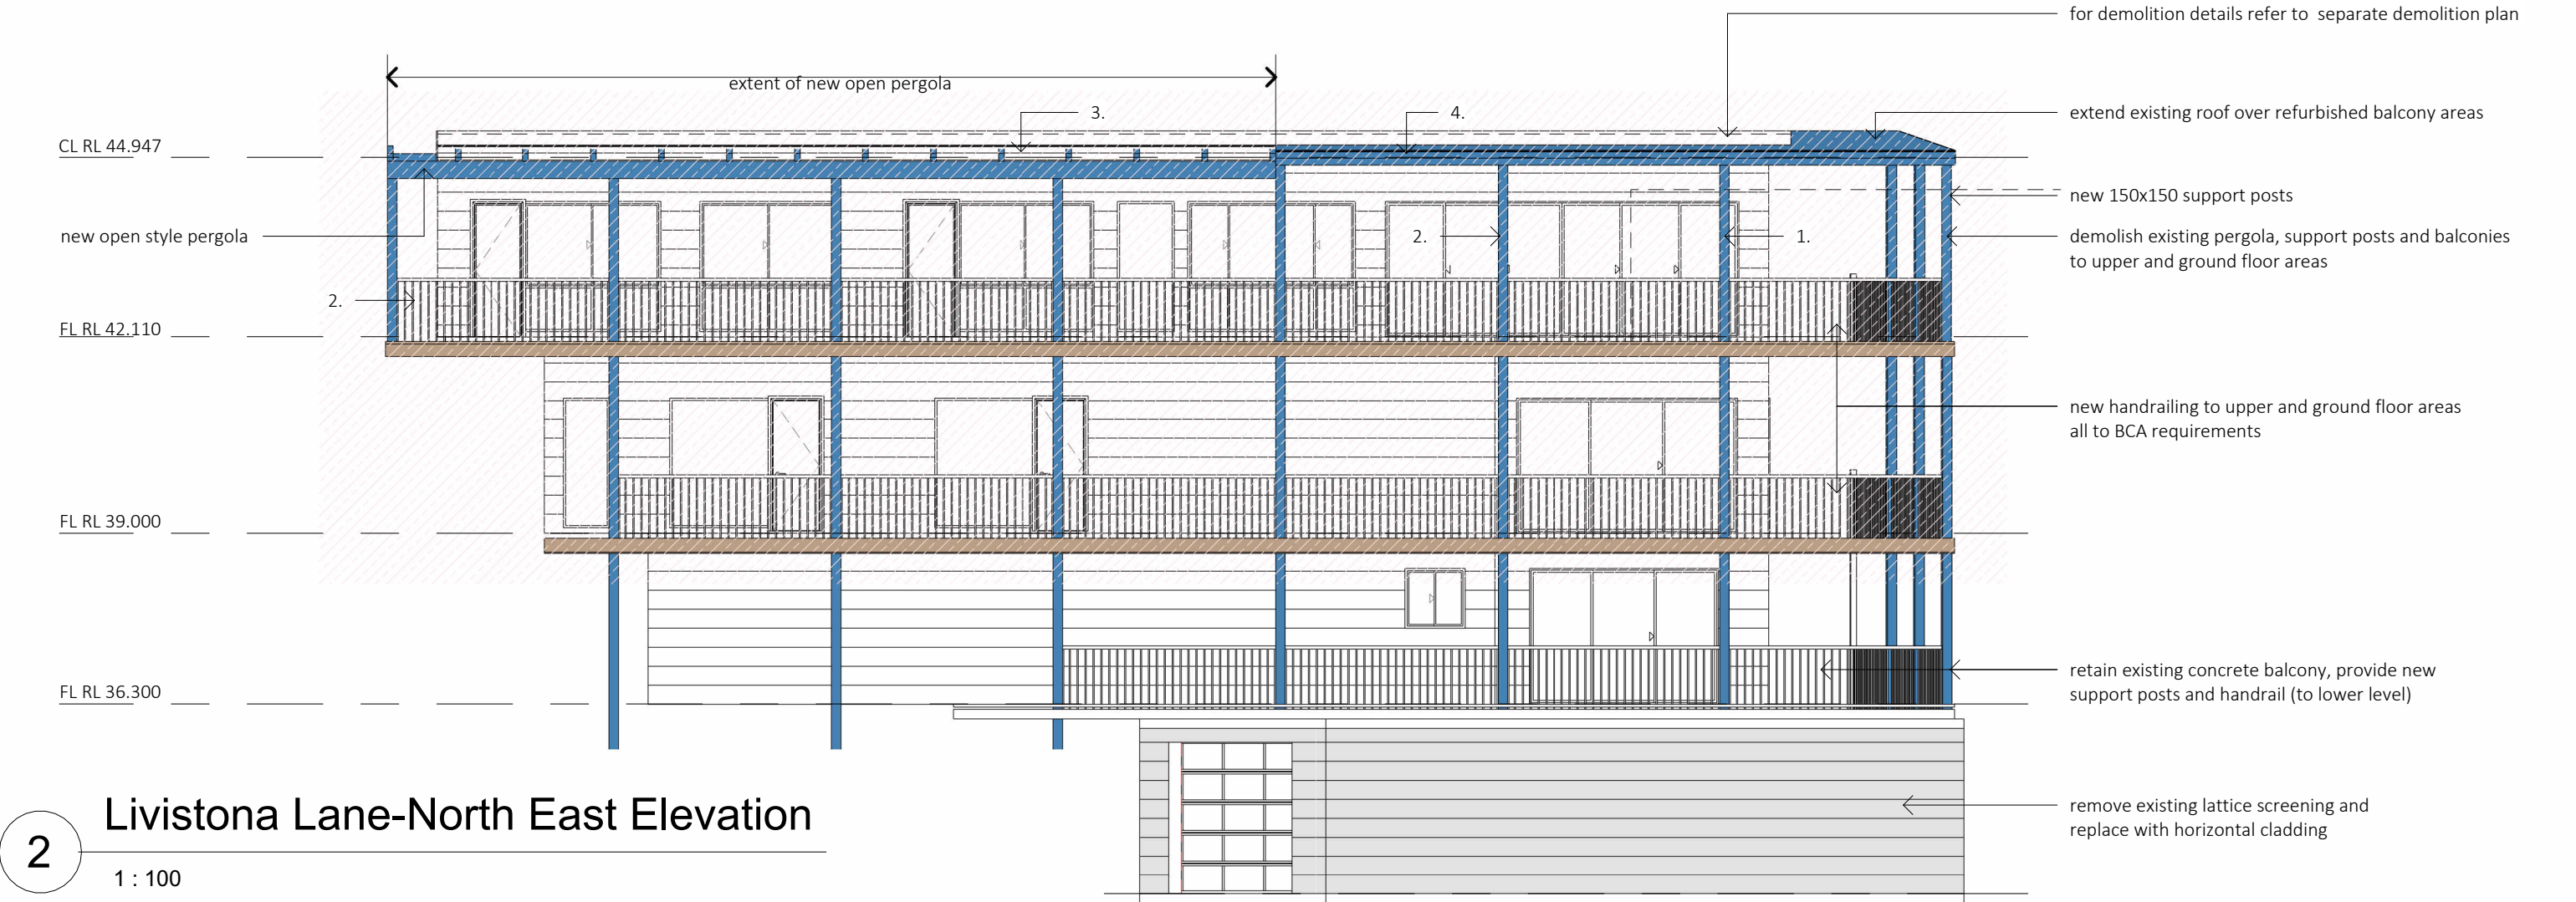 for demolition details refer to separate demolition plan
extent of new open pergola
3.
4.
extend existing roof over refurbished balcony areas
CL RL 44.947
new 150x150 support posts
new open style pergola
2.
1.
demolish existing pergola, support posts and balconies
to upper and ground floor areas
2.
FL RL 42.110
new handrailing to upper and ground floor areas
all to BCA requirements
FL RL 39.000
retain existing concrete balcony, provide new
support posts and handrail (to lower level)
FL RL 36.300
remove existing lattice screening and
replace with horizontal cladding
2
Livistona Lane-North East Elevation
1 : 100